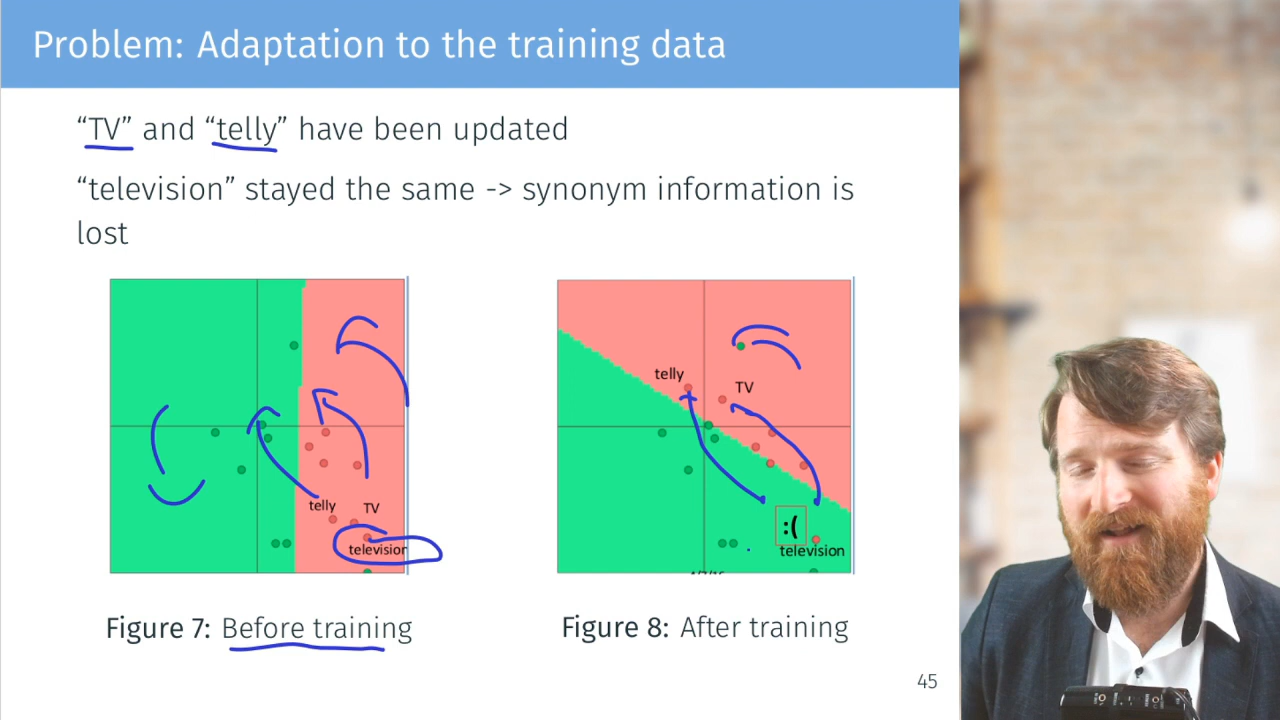 Problem: Adaptation to the training data
“TV” and “telly” have been updated
“television” stayed the same -> synonym information is
lost
telly TV
television
Figure 7: Before training
telly
TV
:(
television
Figure 8: After training
45